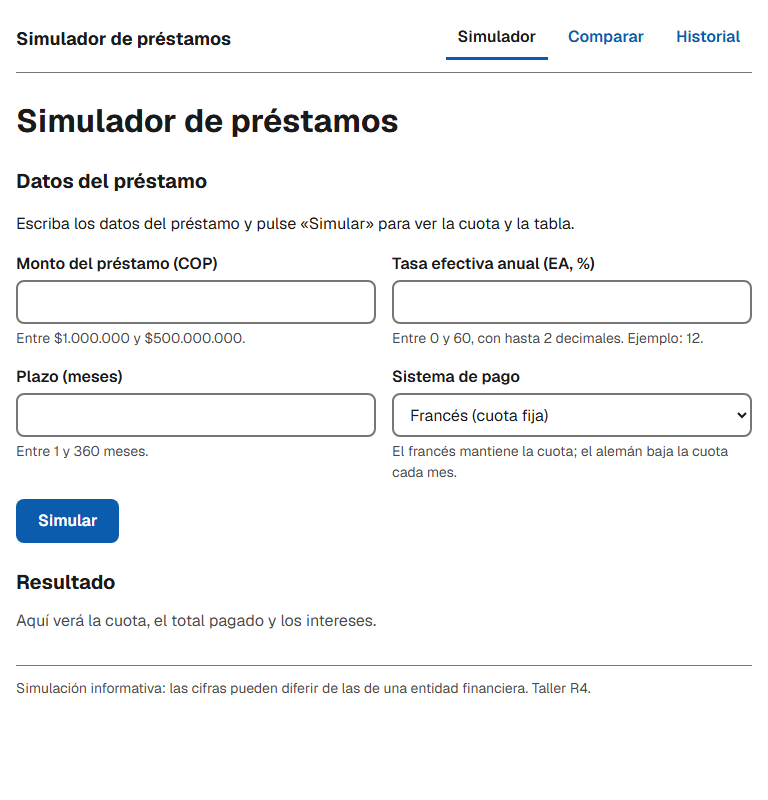 Simulador de préstamos
Simulador
Comparar
Historial
Simulador de préstamos
Datos del préstamo
Escriba los datos del préstamo y pulse «Simular» para ver la cuota y la tabla.
Monto del préstamo (COP)
Entre $1.000.000 y $500.000.000.
Tasa efectiva anual (EA, %)
Entre 0 y 60, con hasta 2 decimales. Ejemplo: 12.
Plazo (meses)
Entre 1 y 360 meses.
Sistema de pago
Francés (cuota fija)
El francés mantiene la cuota; el alemán baja la cuota
cada mes.
Simular
Resultado
Aquí verá la cuota, el total pagado y los intereses.
Simulación informativa: las cifras pueden diferir de las de una entidad financiera. Taller R4.